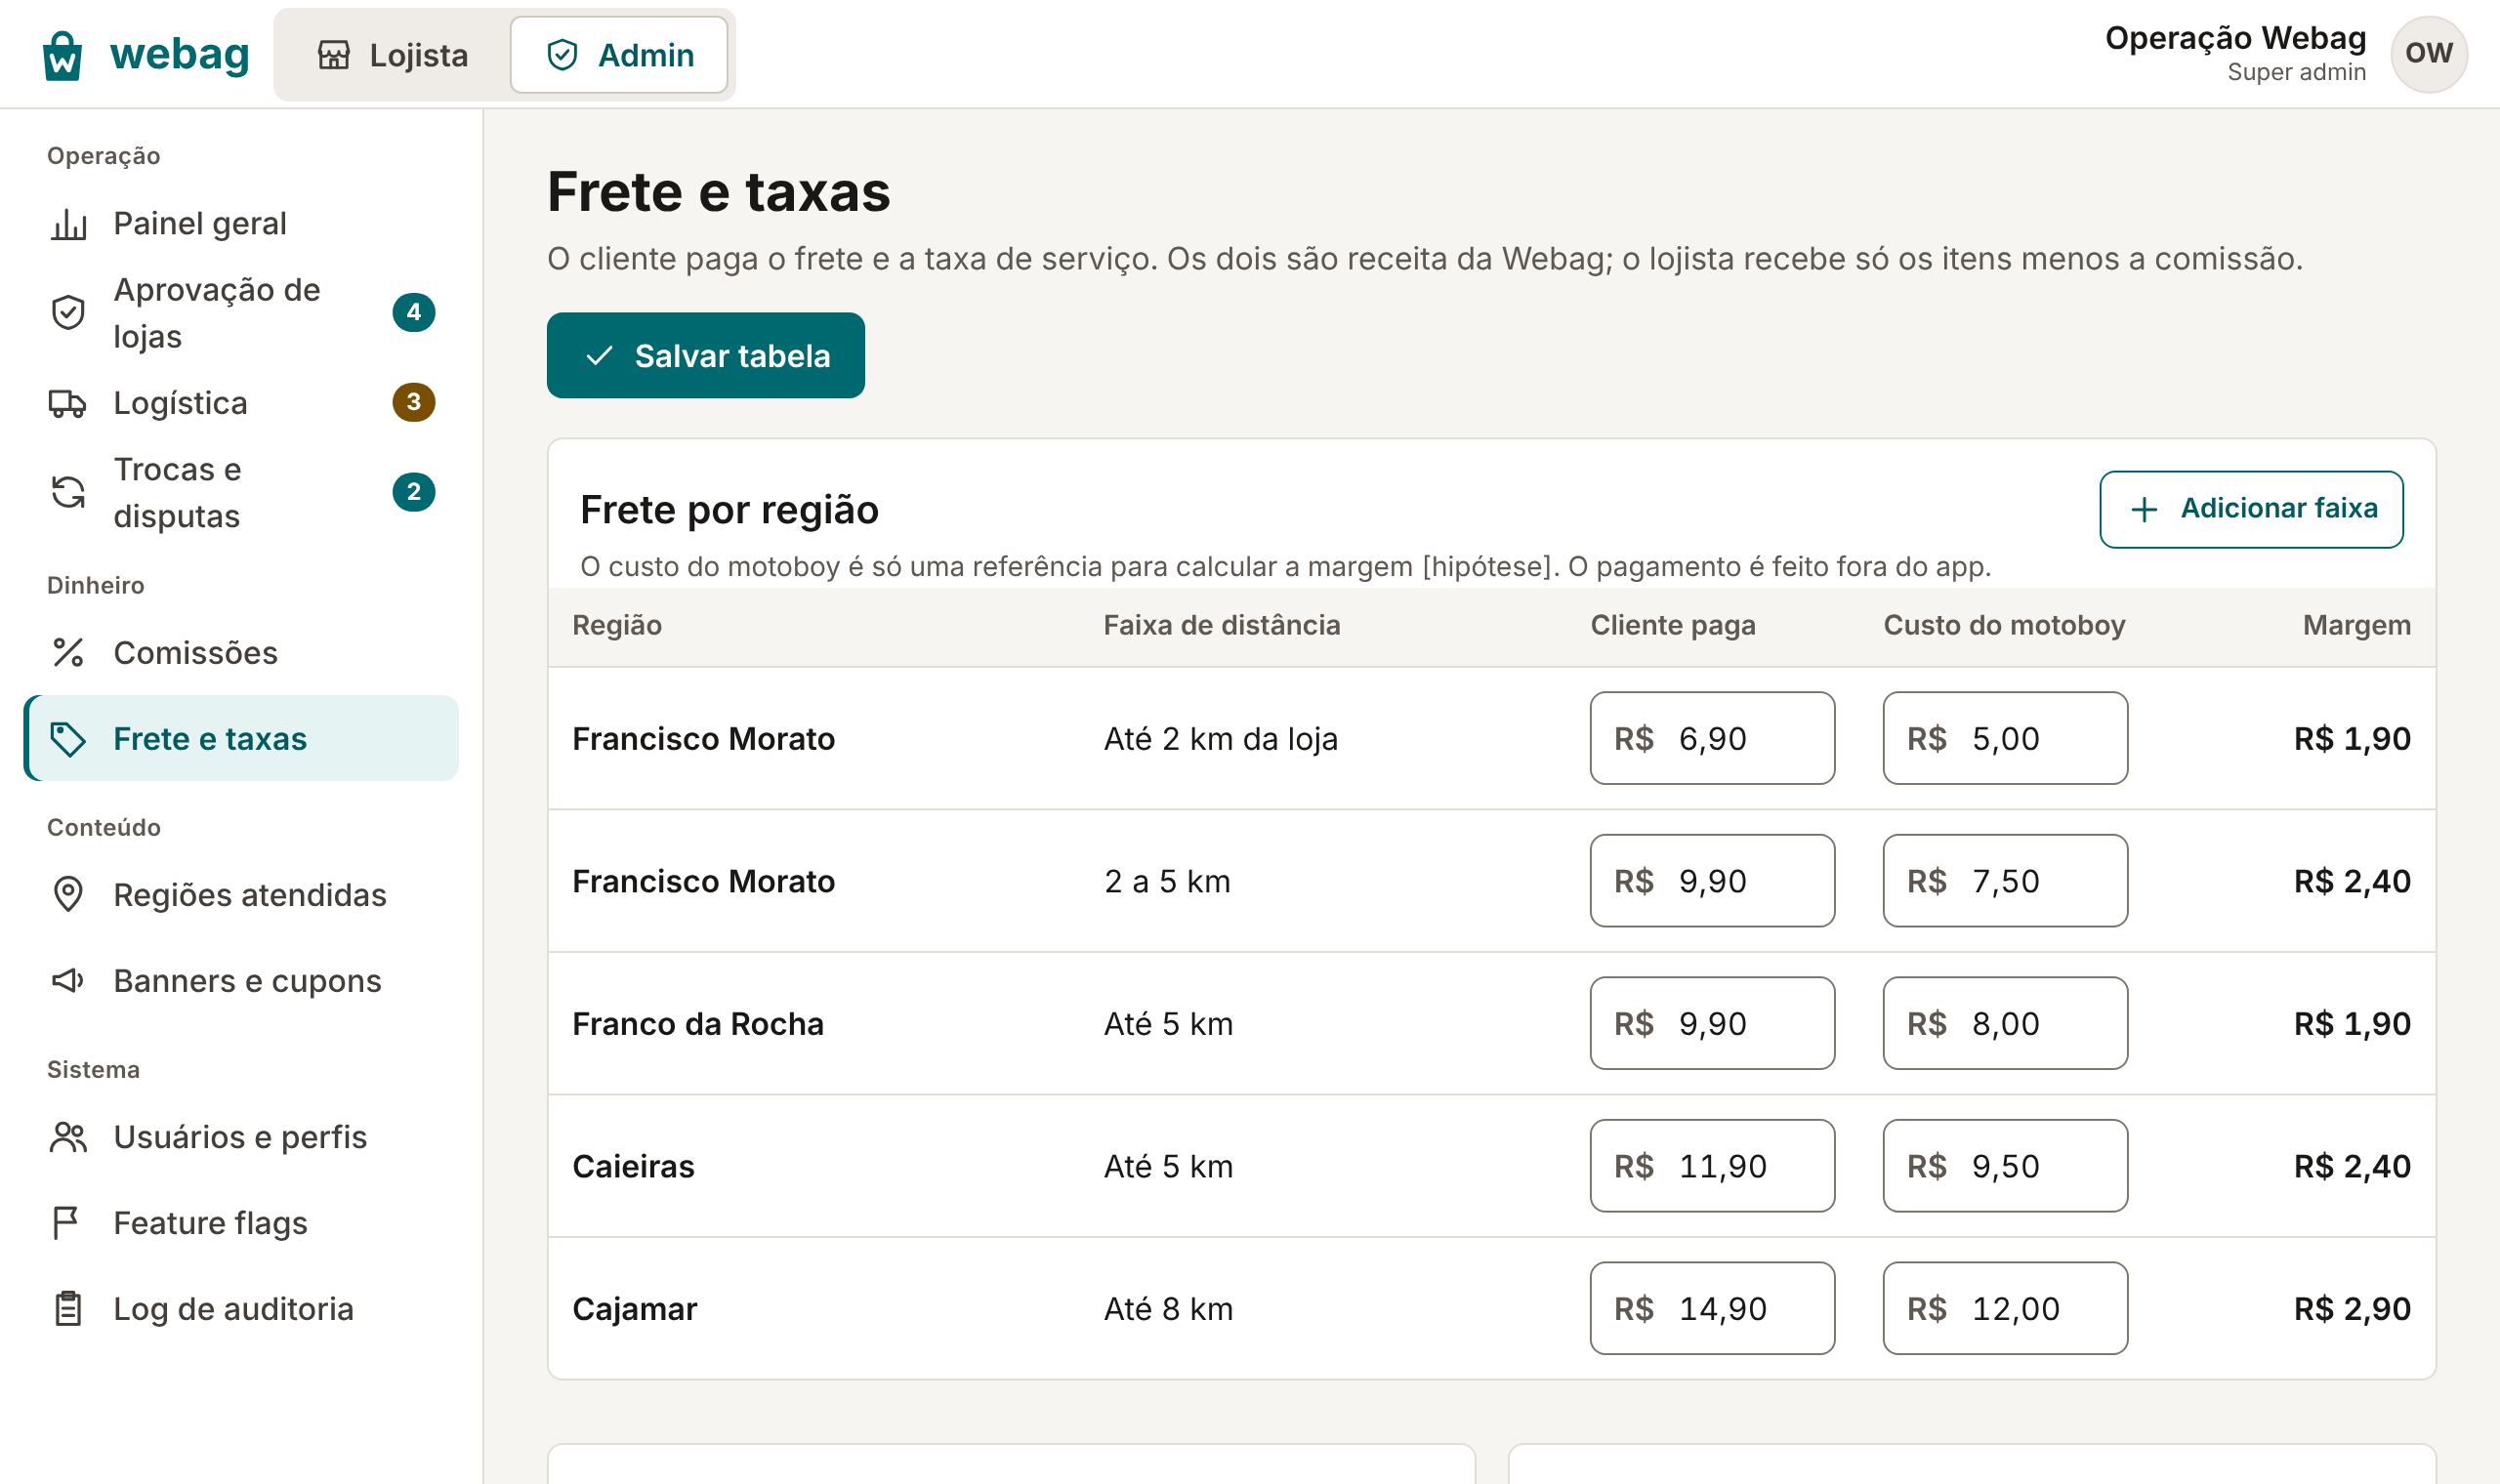 webag
Lojista
Admin
Operação Webag
Super admin
OW
Operação
Painel geral
Aprovação de
lojas
4
Logística
3
Trocas e
disputas
2
Dinheiro
Comissões
Frete e taxas
Conteúdo
Regiões atendidas
Banners e cupons
Sistema
Usuários e perfis
Feature flags
Log de auditoria
Frete e taxas
O cliente paga o frete e a taxa de serviço. Os dois são receita da Webag; o lojista recebe só os itens menos a comissão.
Salvar tabela
Frete por região
Adicionar faixa
O custo do motoboy é só uma referência para calcular a margem [hipótese]. O pagamento é feito fora do app.
Região Faixa de distância Cliente paga Custo do motoboy Margem
Francisco Morato Até 2 km da loja R$ 6,90 R$ 5,00 R$ 1,90
Francisco Morato 2 a 5 km R$ 9,90 R$ 7,50 R$ 2,40
Franco da Rocha Até 5 km R$ 9,90 R$ 8,00 R$ 1,90
Caieiras Até 5 km R$ 11,90 R$ 9,50 R$ 2,40
Cajamar Até 8 km R$ 14,90 R$ 12,00 R$ 2,90